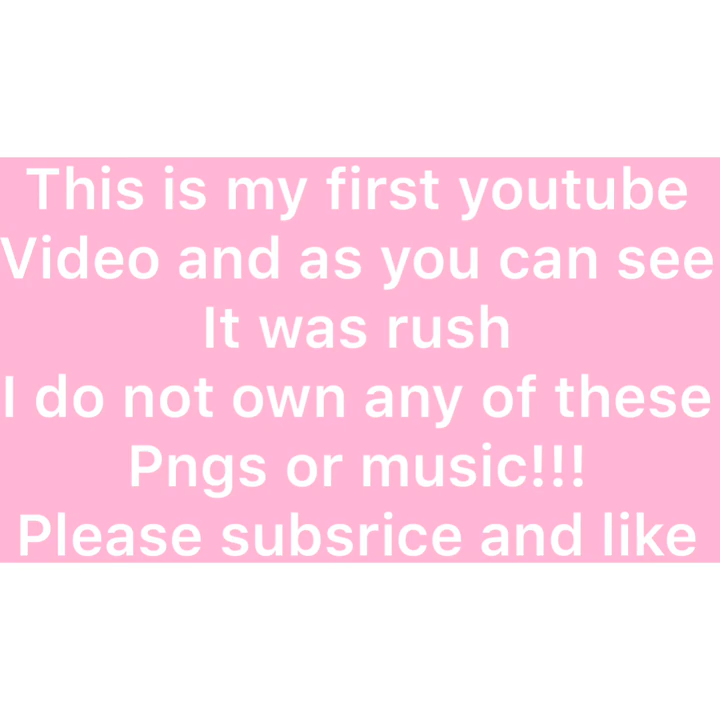 This is my first youtube
Video and as you can see
It was rush
I do not own any of these
Pngs or music!!!
Please subsrice and like